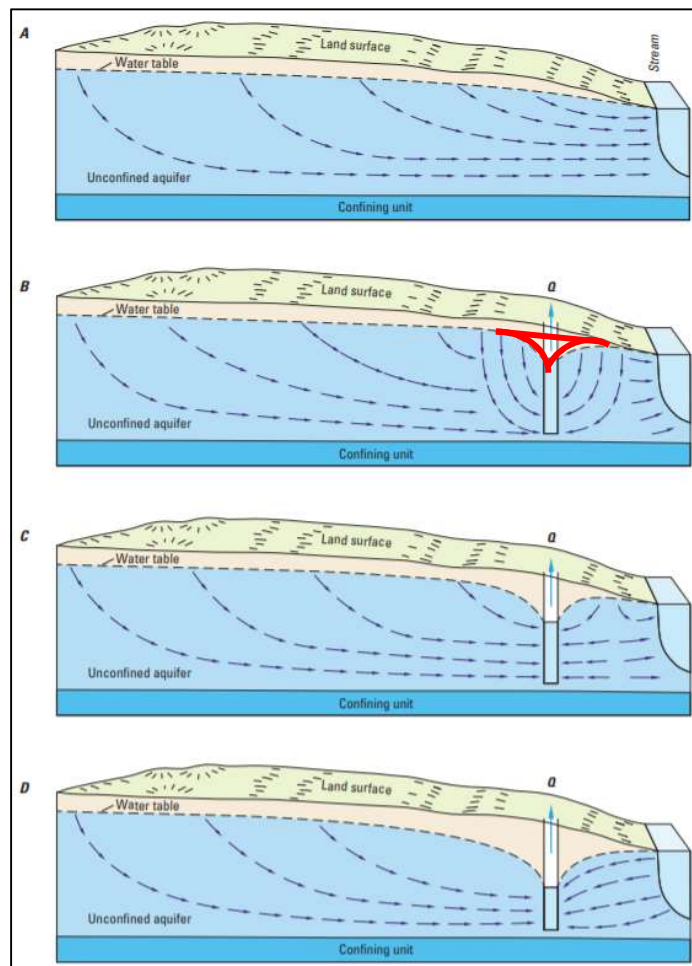 A
Land surface
Water table
Stream
Unconfined aquifer
Confining unit
B
Q
Land surface
Water table
Unconfined aquifer
Confining unit
C
Q
Land surface
Water table
Unconfined aquifer
Confining unit
D
Q
Land surface
Water table
Unconfined aquifer
Confining unit